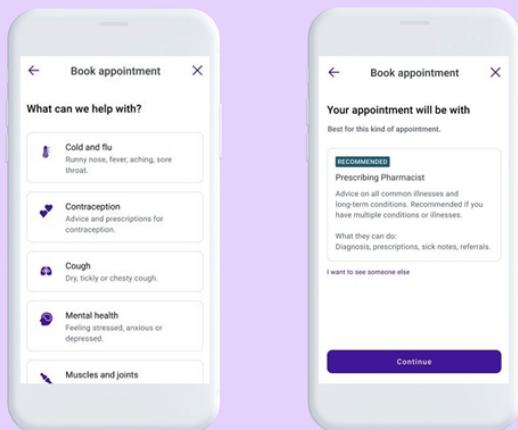 Book appointment
What can we help with?
Cold and flu
Runny nose, fever, aching, sore
throat.
Contraception
Advice and prescriptions for
contraception.
Cough
Dry, tickly or chesty cough.
Mental health
Feeling stressed, anxious or
depressed.
Muscles and joints
Book appointment
Your appointment will be with
Best for this kind of appointment.
RECOMMENDED
Prescribing Pharmacist
Advice on all common illnesses and
long-term conditions. Recommended if you
have multiple conditions or illnesses.
What they can do:
Diagnosis, prescriptions, sick notes, referrals.
I want to see someone else
Continue